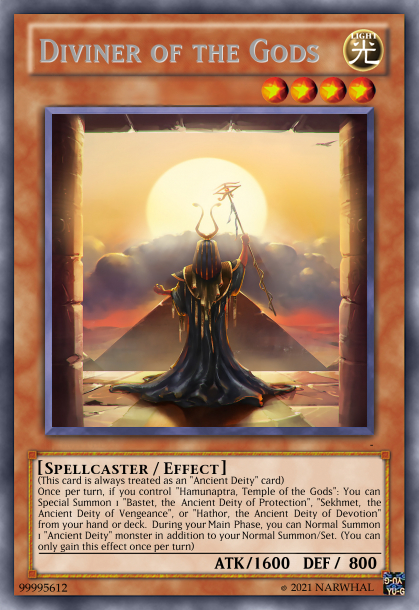 Diviner of the Gods
LIGHT
光
[Spellcaster / Effect]
(This card is always treated as an "Ancient Deity" card)
Once per turn, if you control "Hamunaptra, Temple of the Gods": You can
Special Summon 1 "Bastet, the Ancient Deity of Protection", "Sekhmet, the
Ancient Deity of Vengeance", or "Hathor, the Ancient Deity of Devotion"
from your hand or deck. During your Main Phase, you can Normal Summon
1 "Ancient Deity" monster in addition to your Normal Summon/Set. (You can
only gain this effect once per turn)
ATK/1600 DEF/ 800
99995612
© 2021 NARWHAL